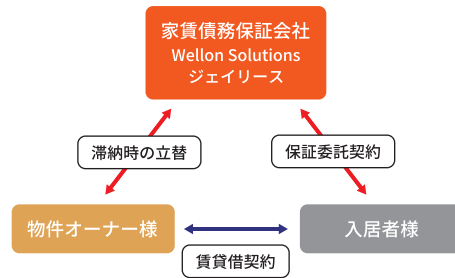 家賃債務保証会社
Wellon Solutions
ジェイリース
滞納時の立替
保証委託契約
物件オーナー様
入居者様
賃貸借契約